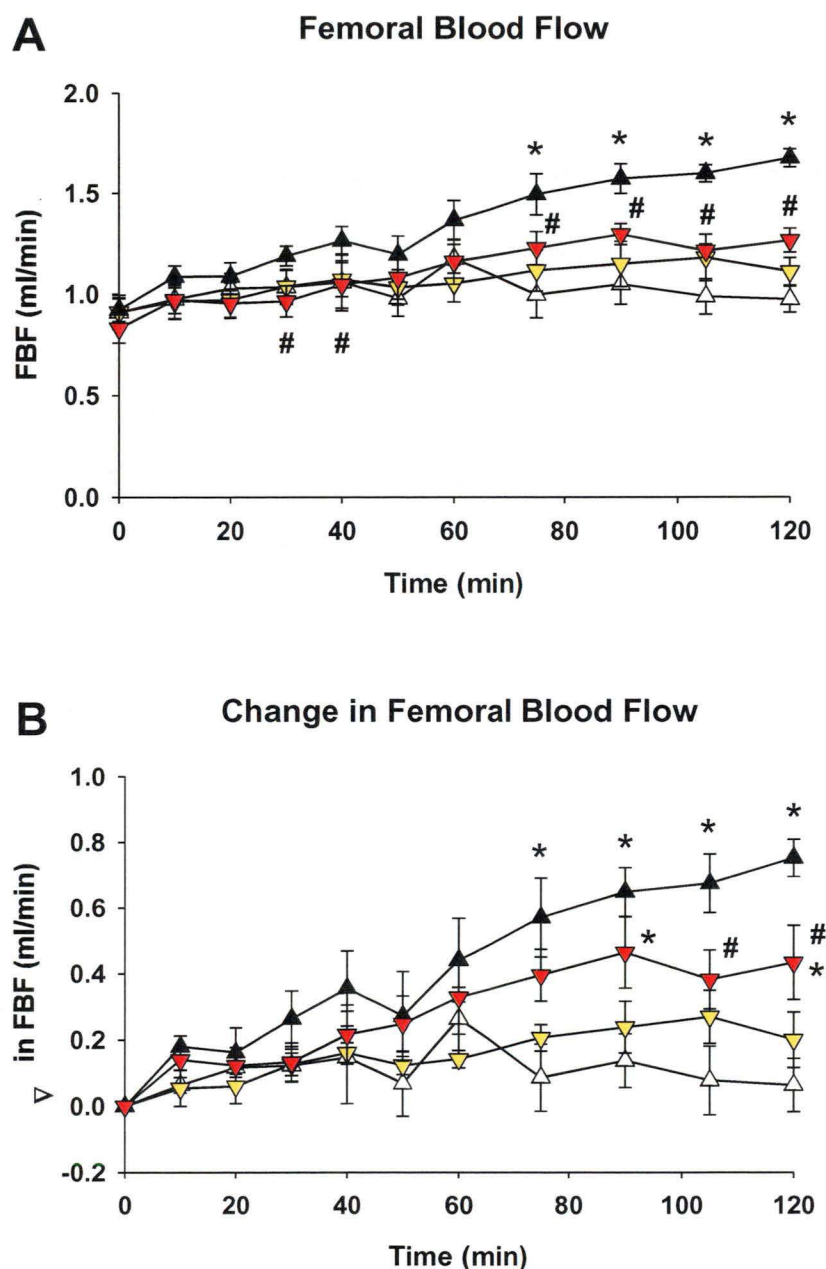 A
Femoral Blood Flow
2.0
1.5
1.0
0.5
0.0
FBF (ml/min)
* * * *
# # # #
# #
0 20 40 60 80 100 120
Time (min)
B
Change in Femoral Blood Flow
1.0
0.8
0.6
0.4
0.2
0.0
-0.2
∇ in FBF (ml/min)
* * * *
* # #
*
0 20 40 60 80 100 120
Time (min)